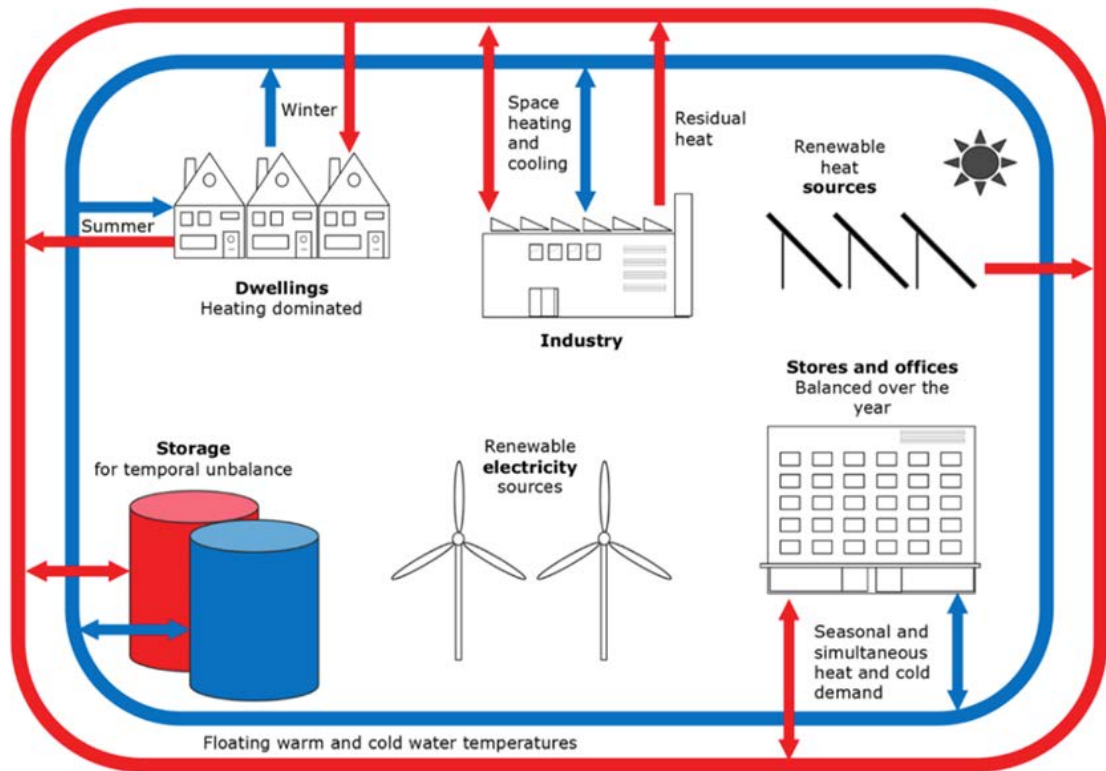 Winter
Summer
Dwellings
Heating dominated
Space
heating
and
cooling
Residual
heat
Industry
Renewable
heat
sources
Stores and offices
Balanced over the
year
Storage
for temporal unbalance
Renewable
electricity
sources
Seasonal and
simultaneous
heat and cold
demand
Floating warm and cold water temperatures